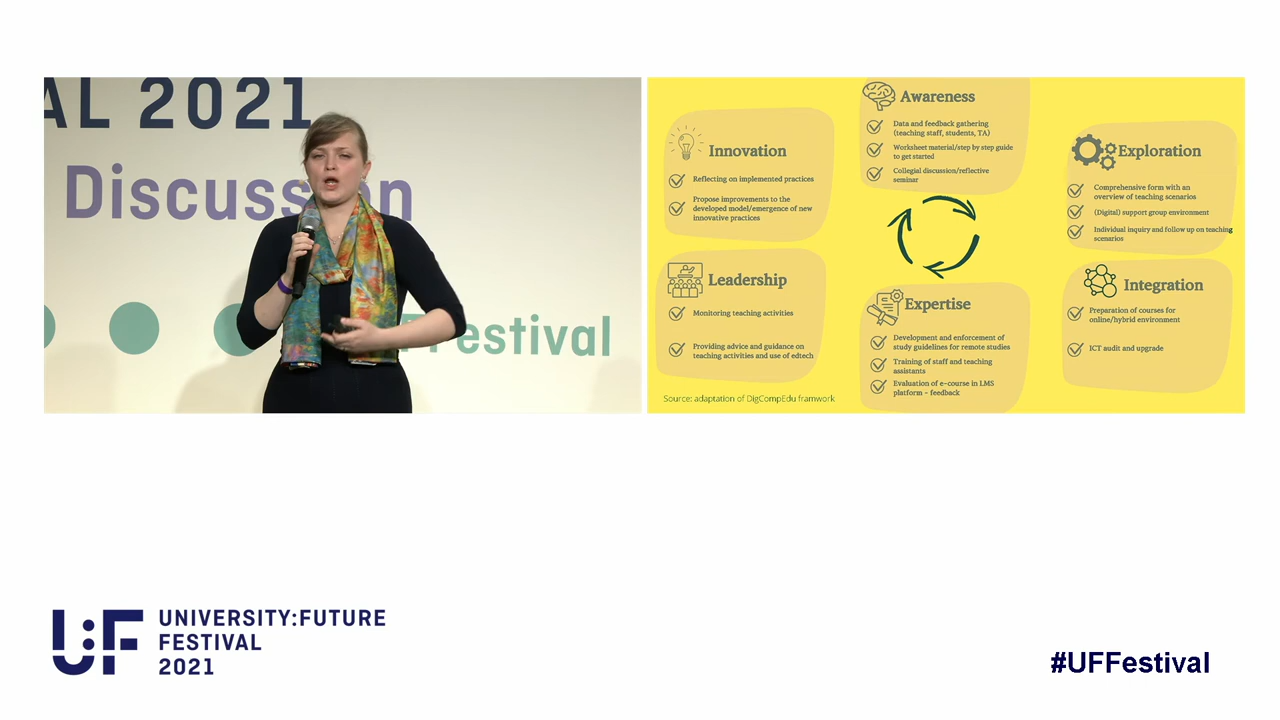 AL 2021
Discussion
Festival
Awareness
Data and feedback gathering
(teaching staff, students, TA)
Worksheet material/step by step guide
to get started
Collegial discussion/reflective
seminar
Innovation
Reflecting on implemented practices
Propose improvements to the
developed model/emergence of new
innovative practices
Exploration
Comprehensive form with an
overview of teaching scenarios
(Digital) support group environment
Individual inquiry and follow up on teaching
scenarios
Leadership
Monitoring teaching activities
Providing advice and guidance on
teaching activities and use of edtech
Expertise
Development and enforcement of
study guidelines for remote studies
Training of staff and teaching
assistants
Evaluation of e-course in LMS
platform - feedback
Integration
Preparation of courses for
online/hybrid environment
ICT audit and upgrade
Source: adaptation of DigCompEdu framwork
U:F
UNIVERSITY:FUTURE
FESTIVAL
2021
#UFFestival